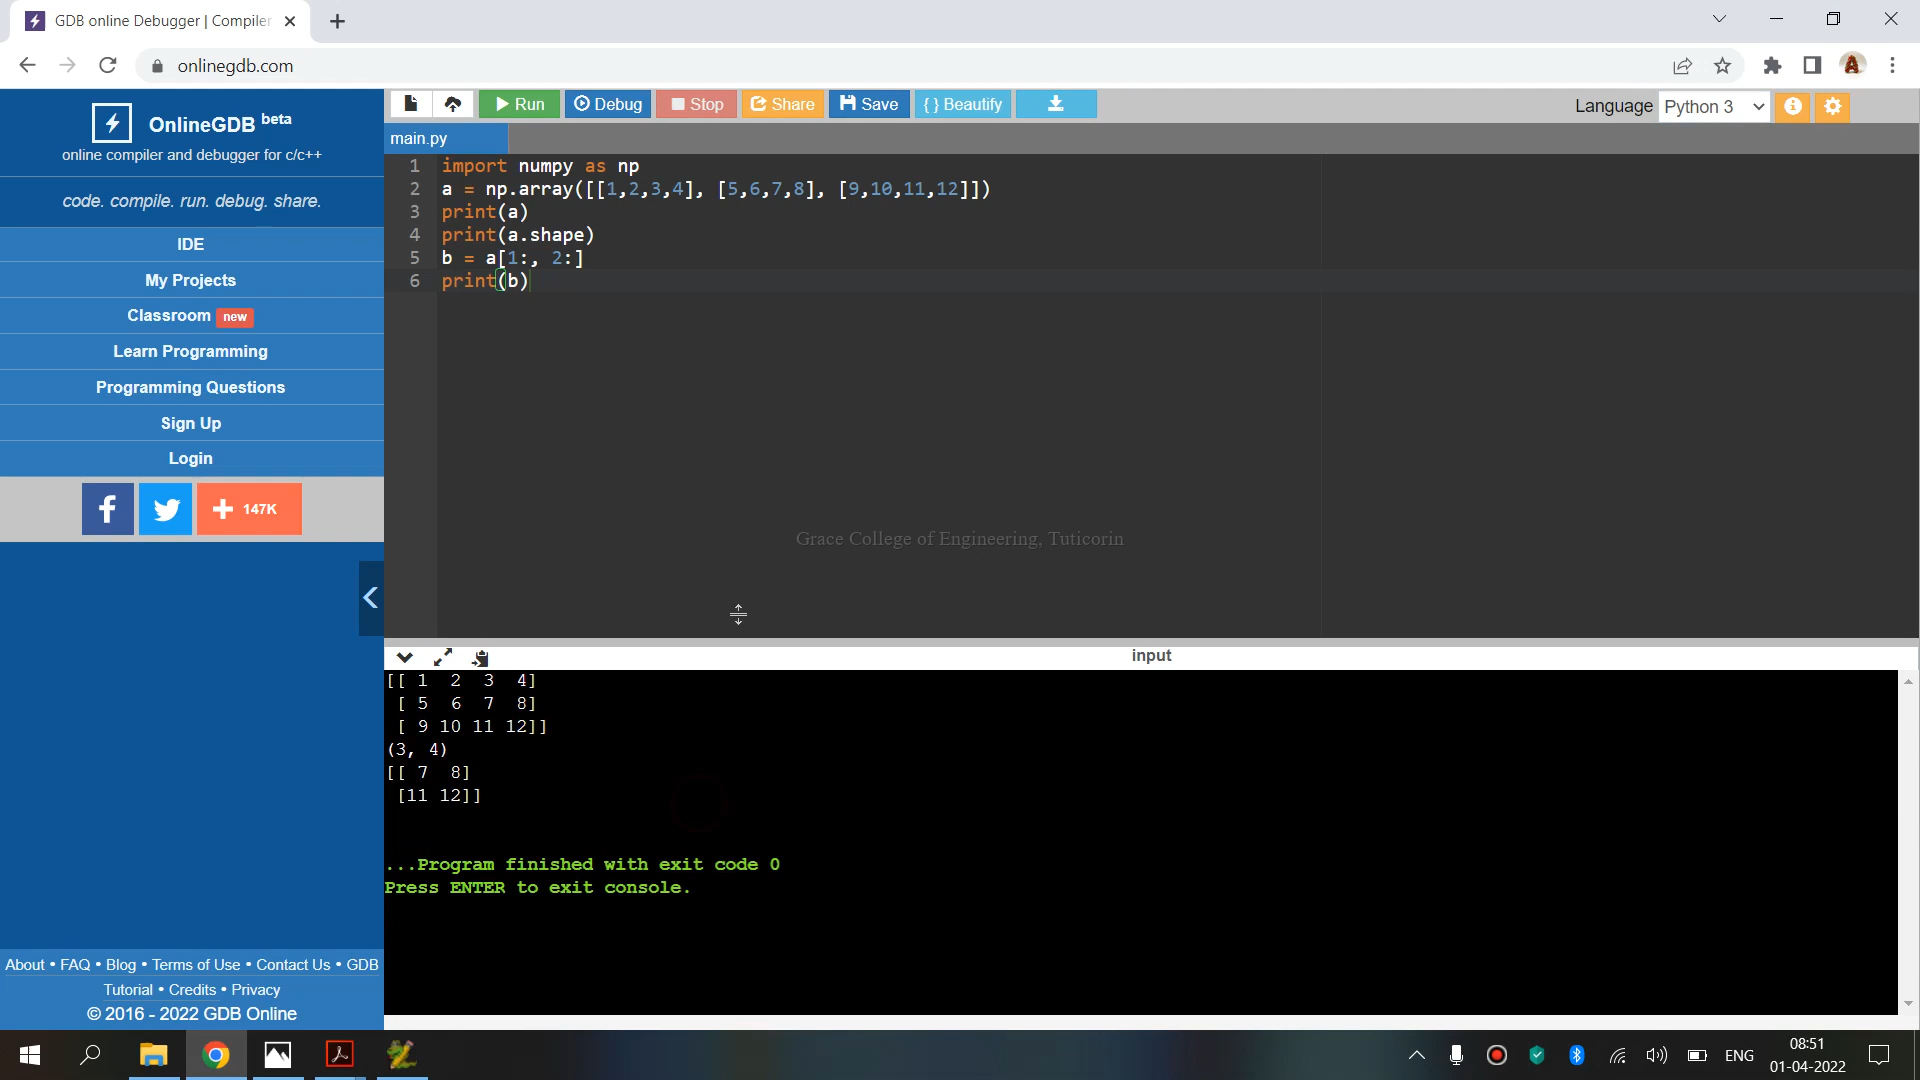 GDB online Debugger | Compiler
onlinegdb.com
OnlineGDB beta
online compiler and debugger for c/c++
code. compile. run. debug. share.
IDE
My Projects
Classroom new
Learn Programming
Programming Questions
Sign Up
Login
147K
About • FAQ • Blog • Terms of Use • Contact Us • GDB
Tutorial • Credits • Privacy
© 2016 - 2022 GDB Online
Run Debug Stop Share Save { } Beautify
Language Python 3
main.py
1 import numpy as np
2 a = np.array([[1,2,3,4], [5,6,7,8], [9,10,11,12]])
3 print(a)
4 print(a.shape)
5 b = a[1:, 2:]
6 print(b)
Grace College of Engineering, Tuticorin
input
[[ 1  2  3  4]
 [ 5  6  7  8]
 [ 9 10 11 12]]
(3, 4)
[[ 7  8]
 [11 12]]
...Program finished with exit code 0
Press ENTER to exit console.
ENG
08:51
01-04-2022